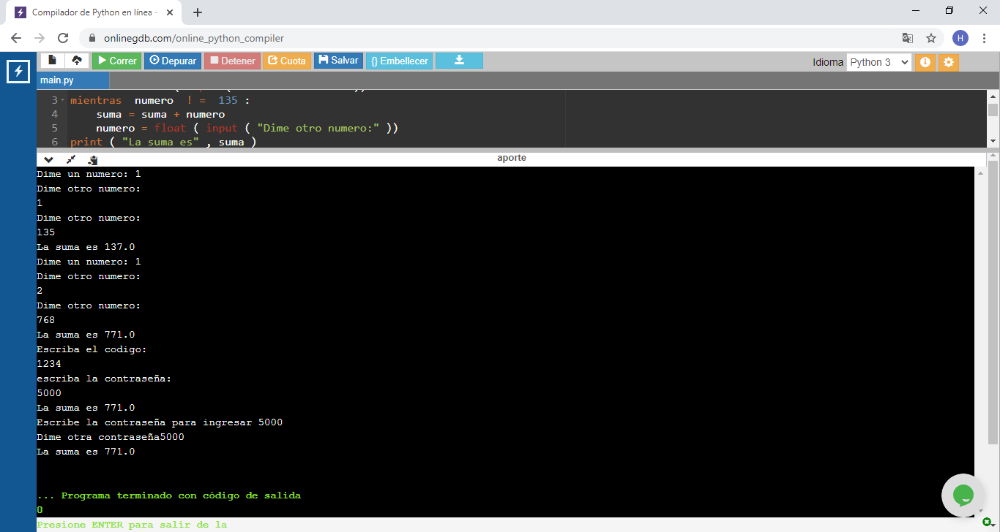 Compilador de Python en línea -
onlinegdb.com/online_python_compiler
H
Correr Depurar Detener Cuota Salvar {} Embellecer
Idioma Python 3
main.py
3 mientras numero ! = 135 :
4 suma = suma + numero
5 numero = float ( input ( "Dime otro numero:" ))
6 print ( "La suma es" , suma )
aporte
Dime un numero: 1
Dime otro numero:
1
Dime otro numero:
135
La suma es 137.0
Dime un numero: 1
Dime otro numero:
2
Dime otro numero:
768
La suma es 771.0
Escriba el codigo:
1234
escriba la contraseña:
5000
La suma es 771.0
Escribe la contraseña para ingresar 5000
Dime otra contraseña5000
La suma es 771.0
... Programa terminado con código de salida
0
Presione ENTER para salir de la